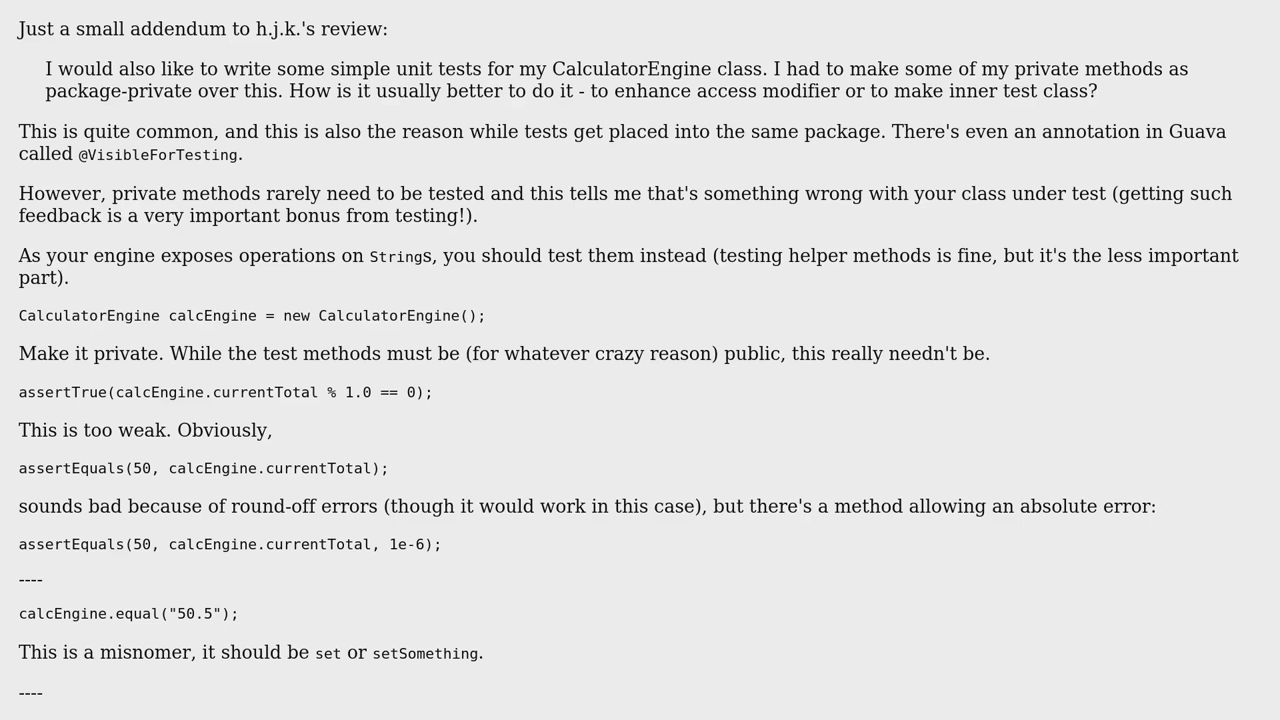 Just a small addendum to h.j.k.'s review:
I would also like to write some simple unit tests for my CalculatorEngine class. I had to make some of my private methods as
package-private over this. How is it usually better to do it - to enhance access modifier or to make inner test class?
This is quite common, and this is also the reason while tests get placed into the same package. There's even an annotation in Guava
called @VisibleForTesting.
However, private methods rarely need to be tested and this tells me that's something wrong with your class under test (getting such
feedback is a very important bonus from testing!).
As your engine exposes operations on Strings, you should test them instead (testing helper methods is fine, but it's the less important
part).
CalculatorEngine calcEngine = new CalculatorEngine();
Make it private. While the test methods must be (for whatever crazy reason) public, this really needn't be.
assertTrue(calcEngine.currentTotal % 1.0 == 0);
This is too weak. Obviously,
assertEquals(50, calcEngine.currentTotal);
sounds bad because of round-off errors (though it would work in this case), but there's a method allowing an absolute error:
assertEquals(50, calcEngine.currentTotal, 1e-6);
----
calcEngine.equal("50.5");
This is a misnomer, it should be set or setSomething.
----